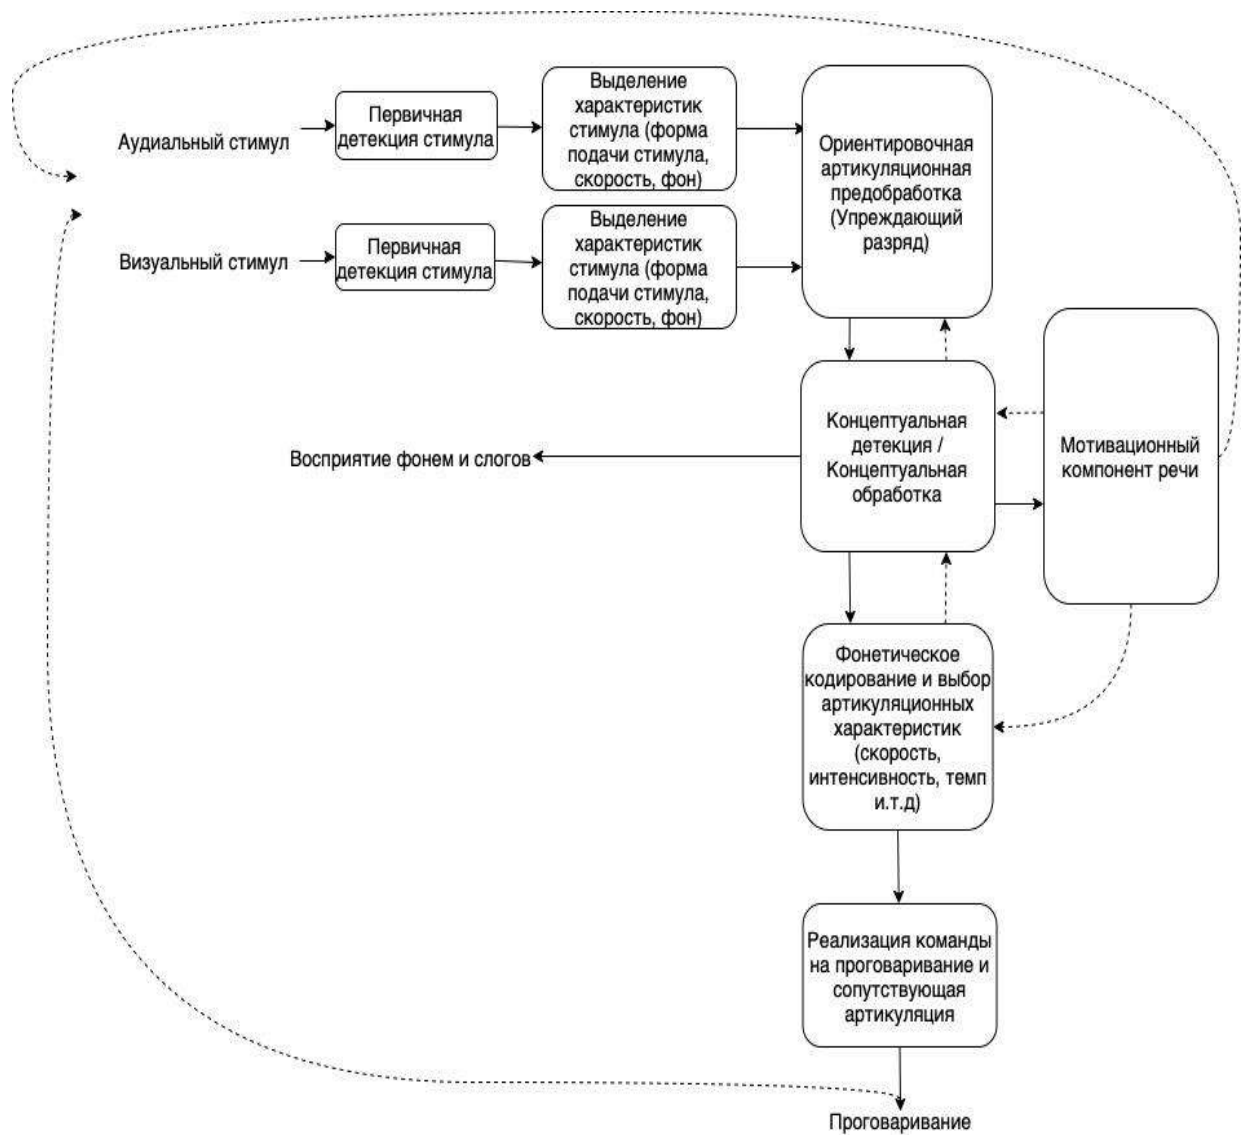 Аудиальный стимул
Первичная
детекция стимула
Выделение
характеристик
стимула (форма
подачи стимула,
скорость, фон)
Ориентировочная
артикуляционная
предобработка
(Упреждающий
разряд)
Визуальный стимул
Первичная
детекция стимула
Выделение
характеристик
стимула (форма
подачи стимула,
скорость, фон)
Восприятие фонем и слогов
Концептуальная
детекция /
Концептуальная
обработка
Мотивационный
компонент речи
Фонетическое
кодирование и выбор
артикуляционных
характеристик
(скорость,
интенсивность, темп
и.т.д)
Реализация команды
на проговаривание и
сопутствующая
артикуляция
Проговаривание